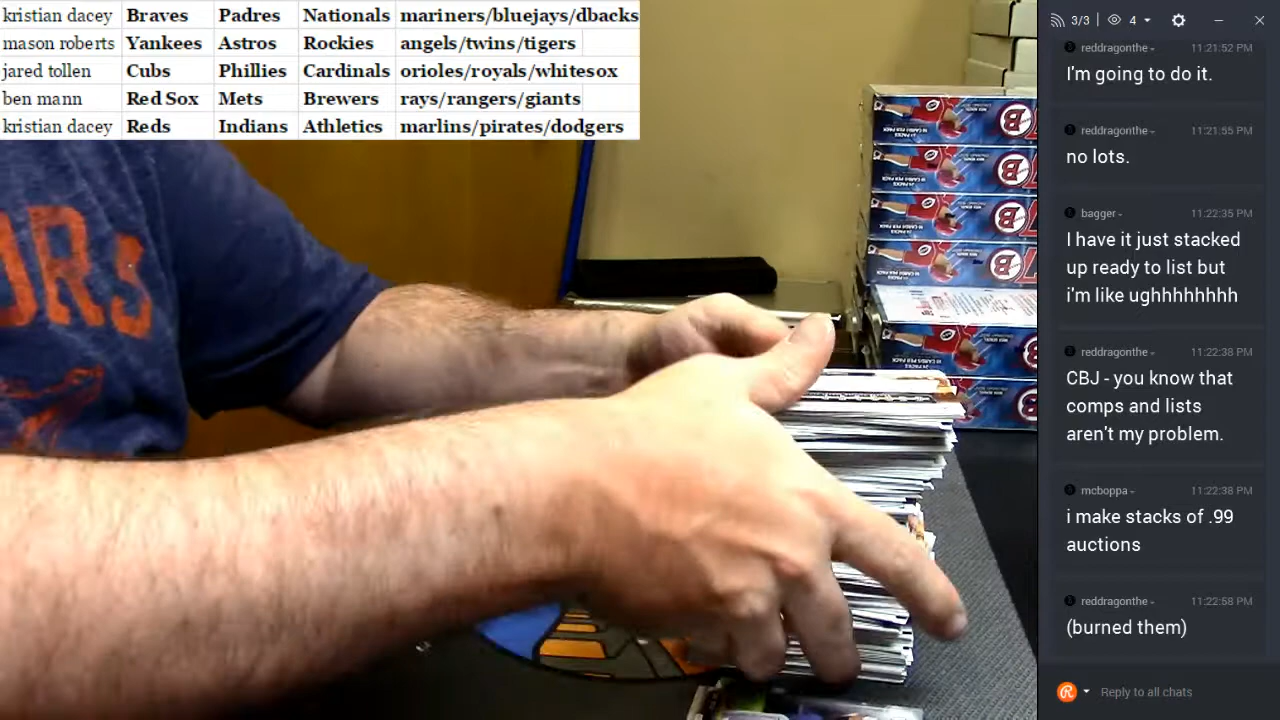 kristian dacey Braves Padres Nationals mariners/bluejays/dbacks
mason roberts Yankees Astros Rockies angels/twins/tigers
jared tollen Cubs Phillies Cardinals orioles/royals/whitesox
ben mann Red Sox Mets Brewers rays/rangers/giants
kristian dacey Reds Indians Athletics marlins/pirates/dodgers
ORS
B
B
B
3/3 | 4
reddragonthe - 11:21:52 PM
I'm going to do it.
reddragonthe - 11:21:55 PM
no lots.
bagger - 11:22:35 PM
I have it just stacked
up ready to list but
i'm like ughhhhhhhh
reddragonthe - 11:22:38 PM
CBJ - you know that
comps and lists
aren't my problem.
mcboppa - 11:22:38 PM
i make stacks of .99
auctions
reddragonthe - 11:22:58 PM
(burned them)
Reply to all chats